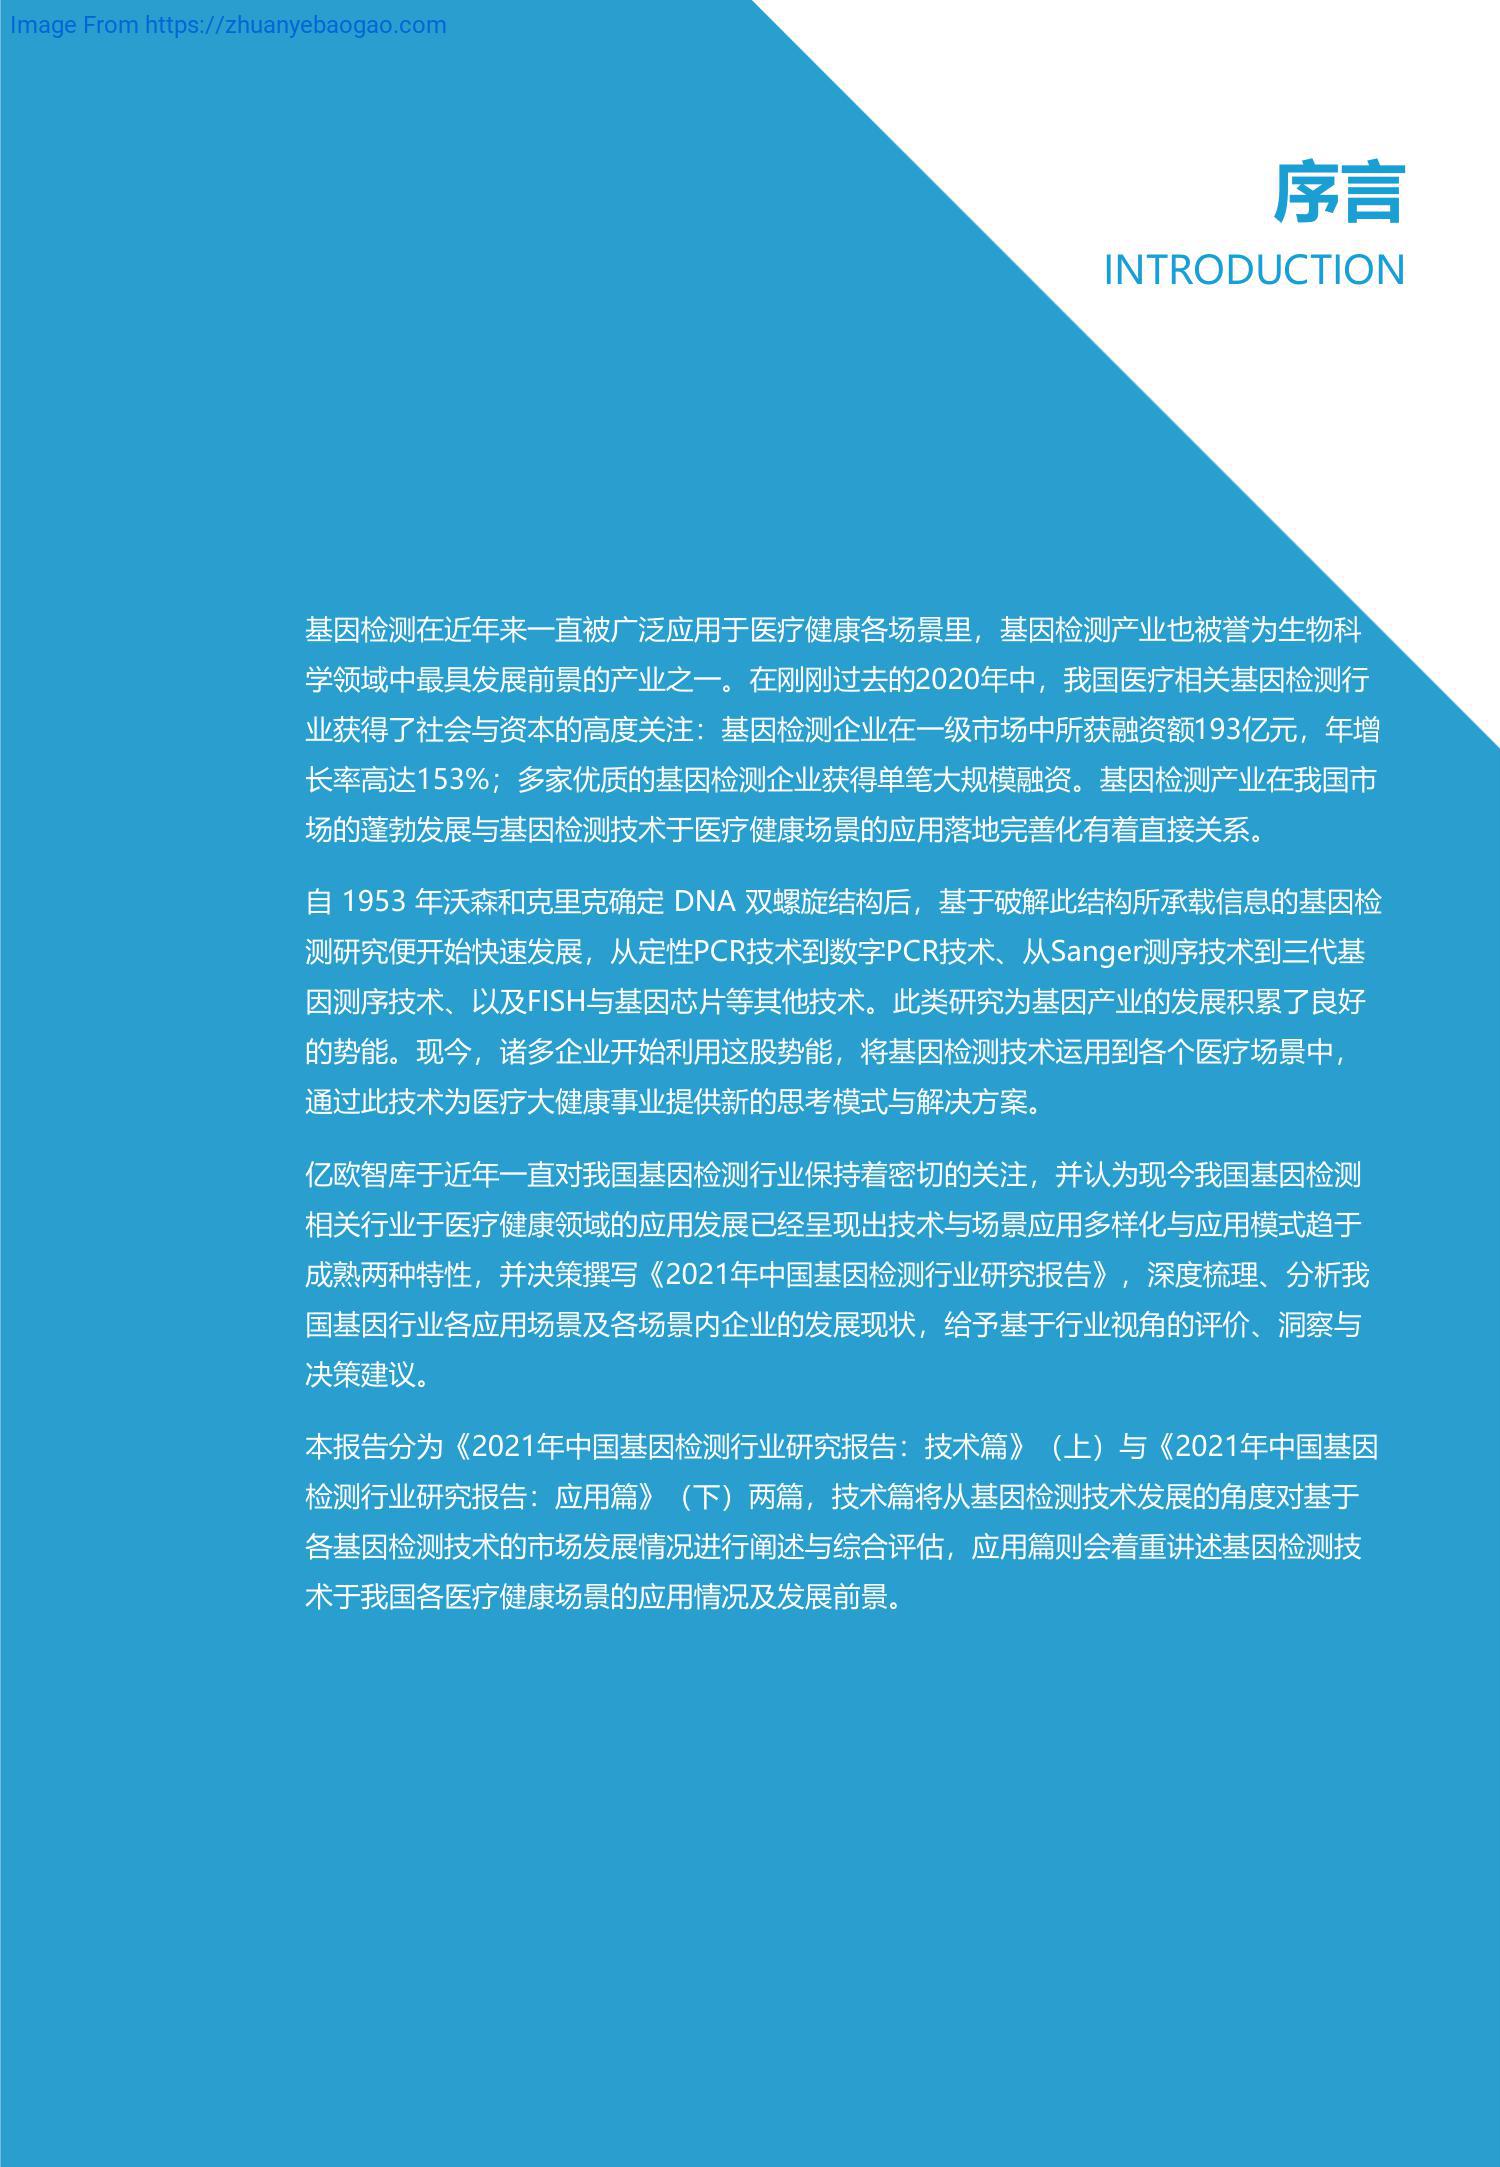 Image From https://zhuanyebaogao.com
序言
INTRODUCTION
基因检测在近年来一直被广泛应用于医疗健康各场景里，基因检测产业也被誉为生物科
学领域中最具发展前景的产业之一。在刚刚过去的2020年中，我国医疗相关基因检测行
业获得了社会与资本的高度关注：基因检测企业在一级市场中所获融资额193亿元，年增
长率高达153%；多家优质的基因检测企业获得单笔大规模融资。基因检测产业在我国市
场的蓬勃发展与基因检测技术于医疗健康场景的应用落地完善化有着直接关系。
自 1953 年沃森和克里克确定 DNA 双螺旋结构后，基于破解此结构所承载信息的基因检
测研究便开始快速发展，从定性PCR技术到数字PCR技术、从Sanger测序技术到三代基
因测序技术、以及FISH与基因芯片等其他技术。此类研究为基因产业的发展积累了良好
的势能。现今，诸多企业开始利用这股势能，将基因检测技术运用到各个医疗场景中，
通过此技术为医疗大健康事业提供新的思考模式与解决方案。
亿欧智库于近年一直对我国基因检测行业保持着密切的关注，并认为现今我国基因检测
相关行业于医疗健康领域的应用发展已经呈现出技术与场景应用多样化与应用模式趋于
成熟两种特性，并决策撰写《2021年中国基因检测行业研究报告》，深度梳理、分析我
国基因行业各应用场景及各场景内企业的发展现状，给予基于行业视角的评价、洞察与
决策建议。
本报告分为《2021年中国基因检测行业研究报告：技术篇》（上）与《2021年中国基因
检测行业研究报告：应用篇》（下）两篇，技术篇将从基因检测技术发展的角度对基于
各基因检测技术的市场发展情况进行阐述与综合评估，应用篇则会着重讲述基因检测技
术于我国各医疗健康场景的应用情况及发展前景。